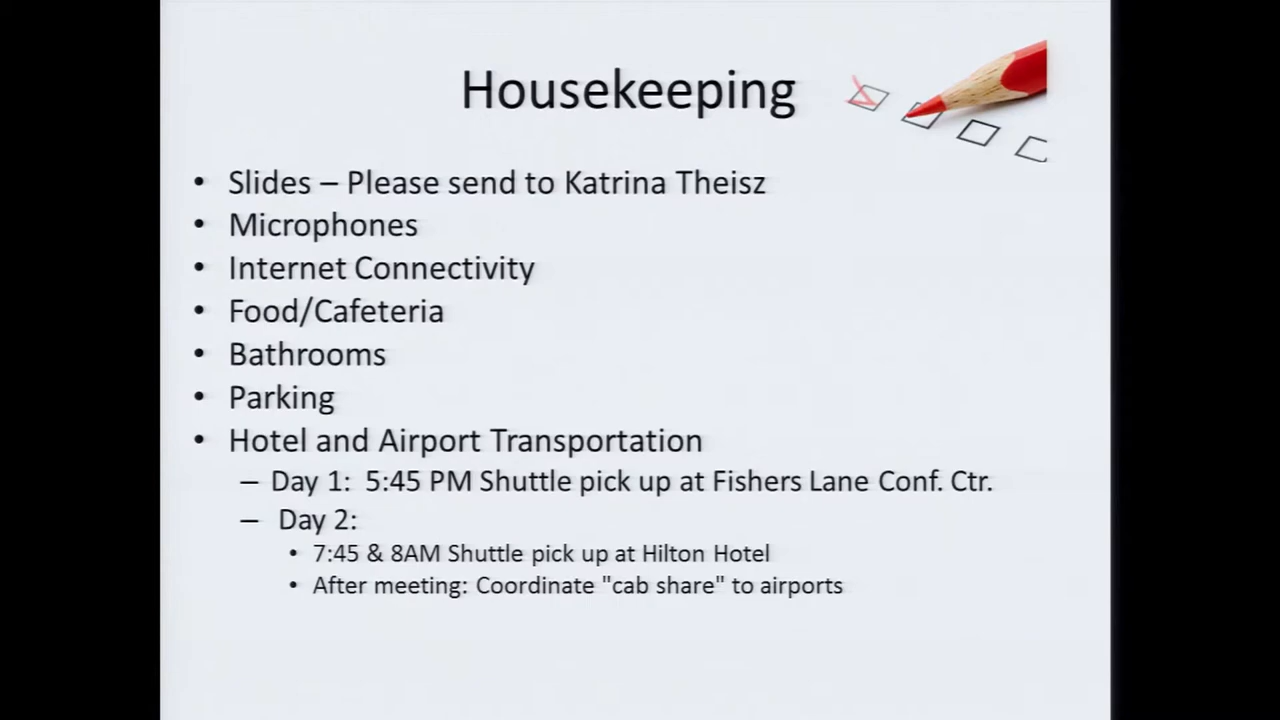 Housekeeping
• Slides – Please send to Katrina Theisz
• Microphones
• Internet Connectivity
• Food/Cafeteria
• Bathrooms
• Parking
• Hotel and Airport Transportation
– Day 1: 5:45 PM Shuttle pick up at Fishers Lane Conf. Ctr.
– Day 2:
• 7:45 & 8AM Shuttle pick up at Hilton Hotel
• After meeting: Coordinate "cab share" to airports